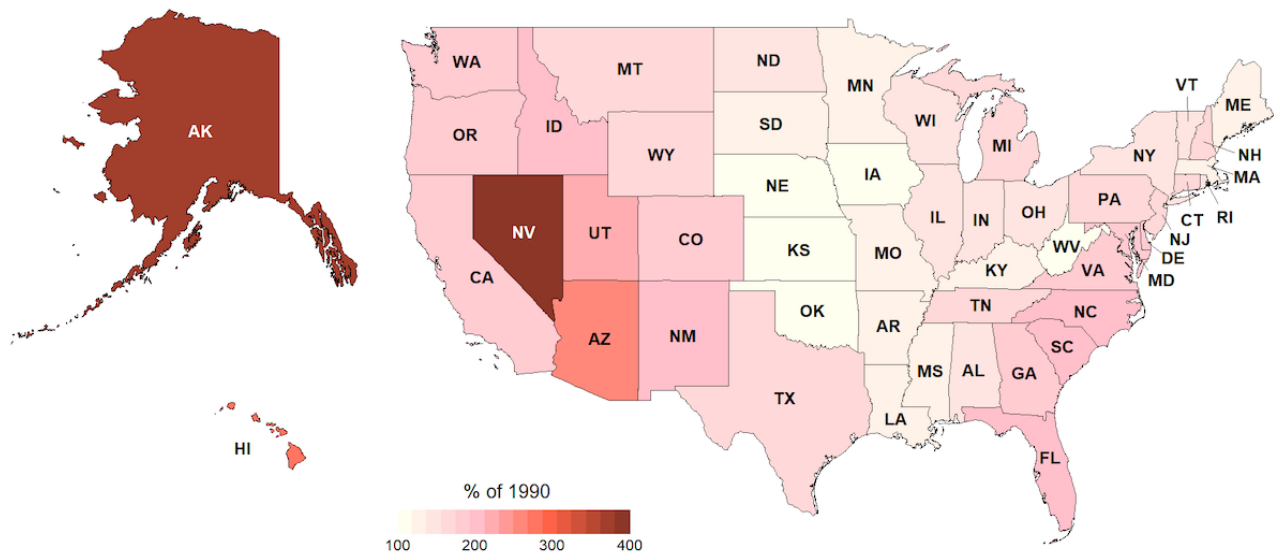 WA
MT
ND
MN
VT
ME
AK
OR
ID
SD
WI
MI
NY
NH
WY
MA
NE
IA
PA
CT
RI
NV
UT
CO
IL
IN
OH
NJ
CA
KS
MO
WV
DE
KY
VA
MD
TN
NC
OK
AZ
NM
AR
SC
MS
AL
GA
TX
LA
HI
FL
% of 1990
100 200 300 400